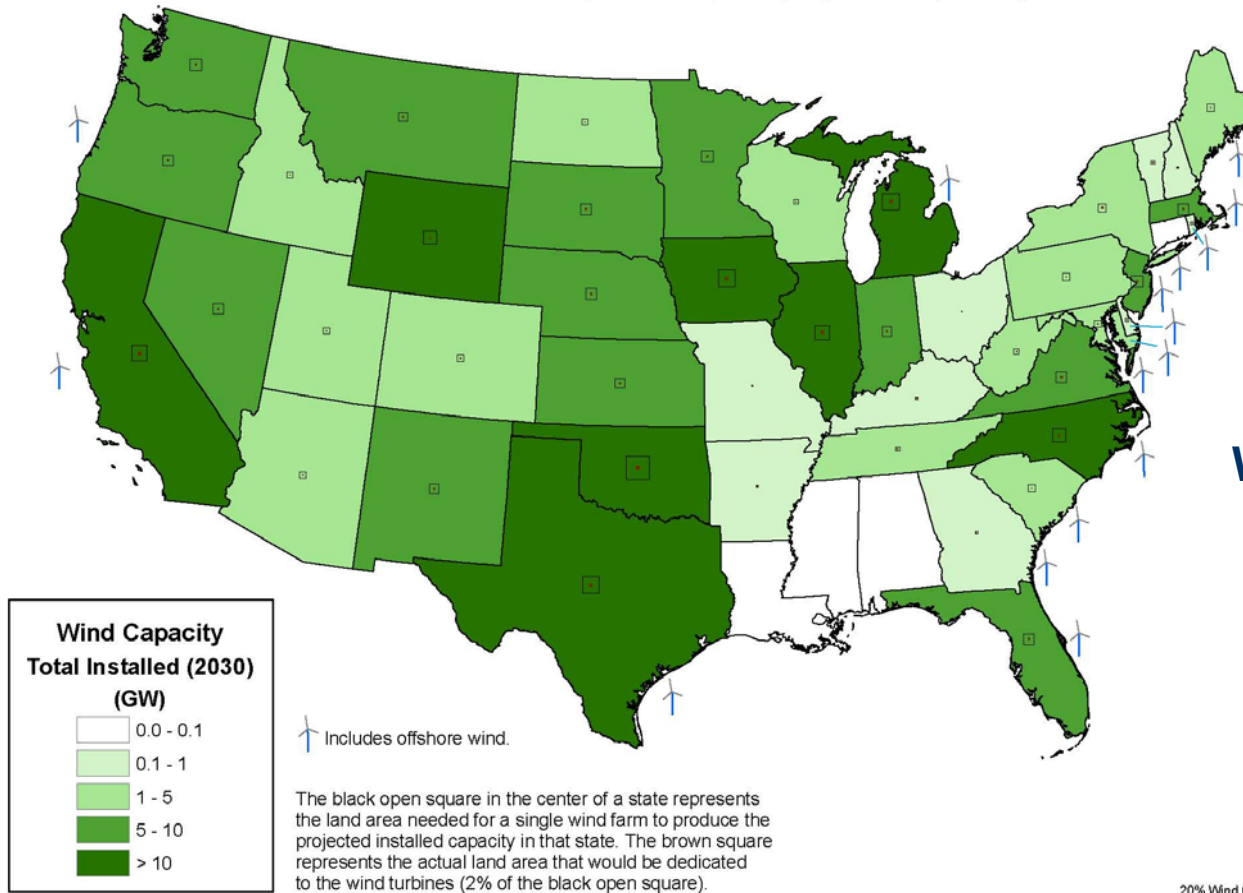 W
Wind Capacity
Total Installed (2030)
(GW)
0.0 - 0.1
0.1 - 1
1 - 5
5 - 10
> 10
Includes offshore wind.
The black open square in the center of a state represents
the land area needed for a single wind farm to produce the
projected installed capacity in that state. The brown square
represents the actual land area that would be dedicated
to the wind turbines (2% of the black open square).
20% Wind